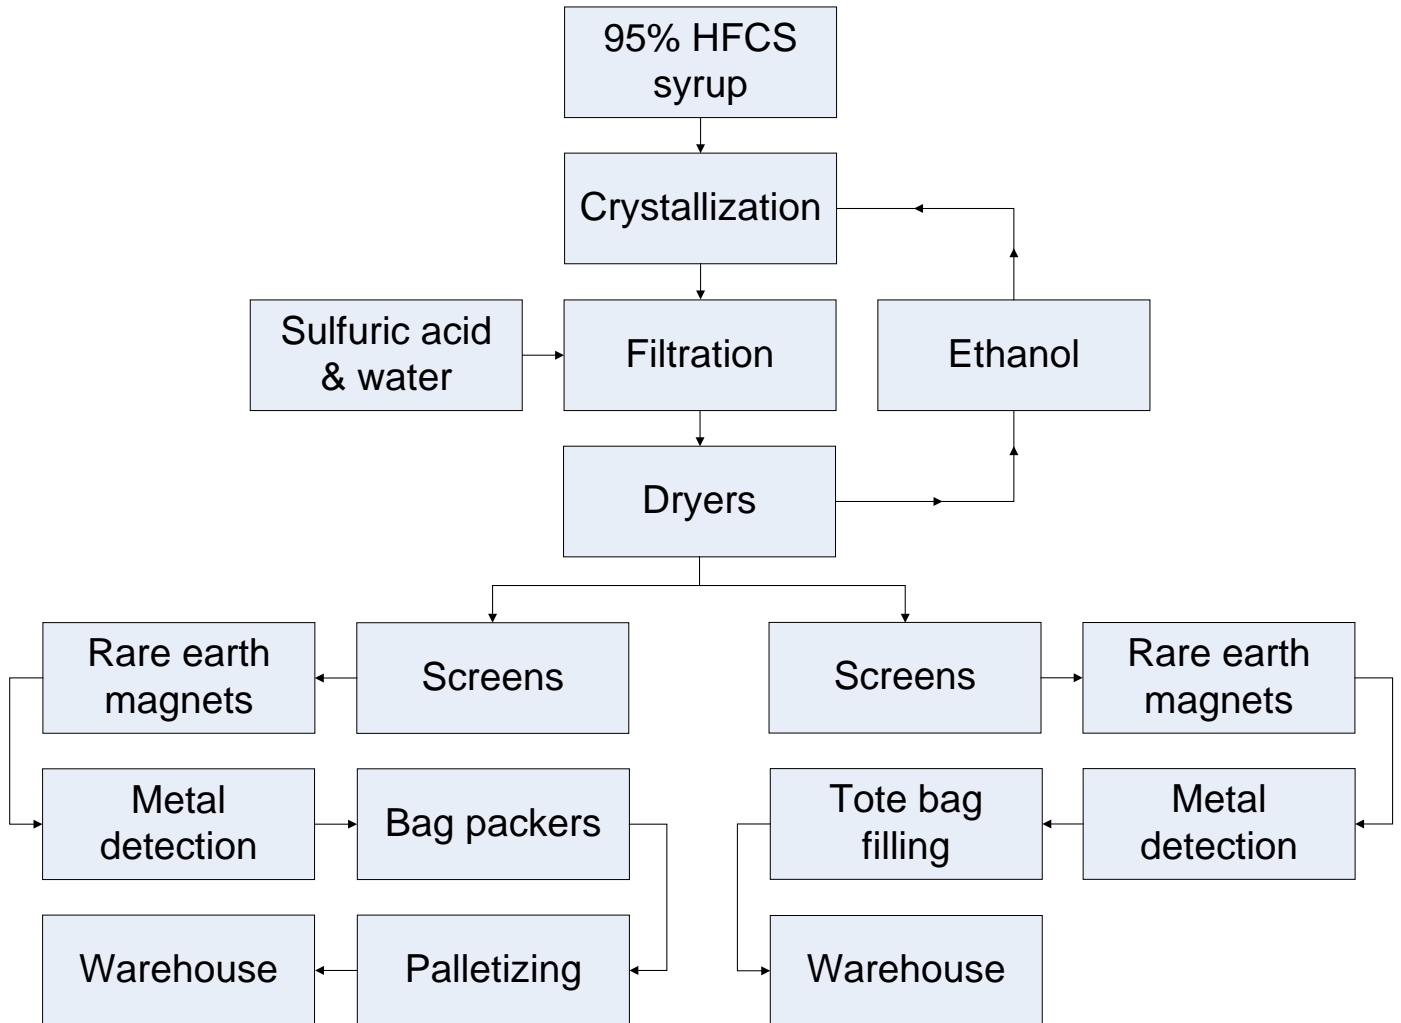 95% HFCS
syrup
Crystallization
Sulfuric acid
& water
Filtration
Ethanol
Dryers
Rare earth
magnets
Screens
Screens
Rare earth
magnets
Metal
detection
Bag packers
Tote bag
filling
Metal
detection
Warehouse
Palletizing
Warehouse